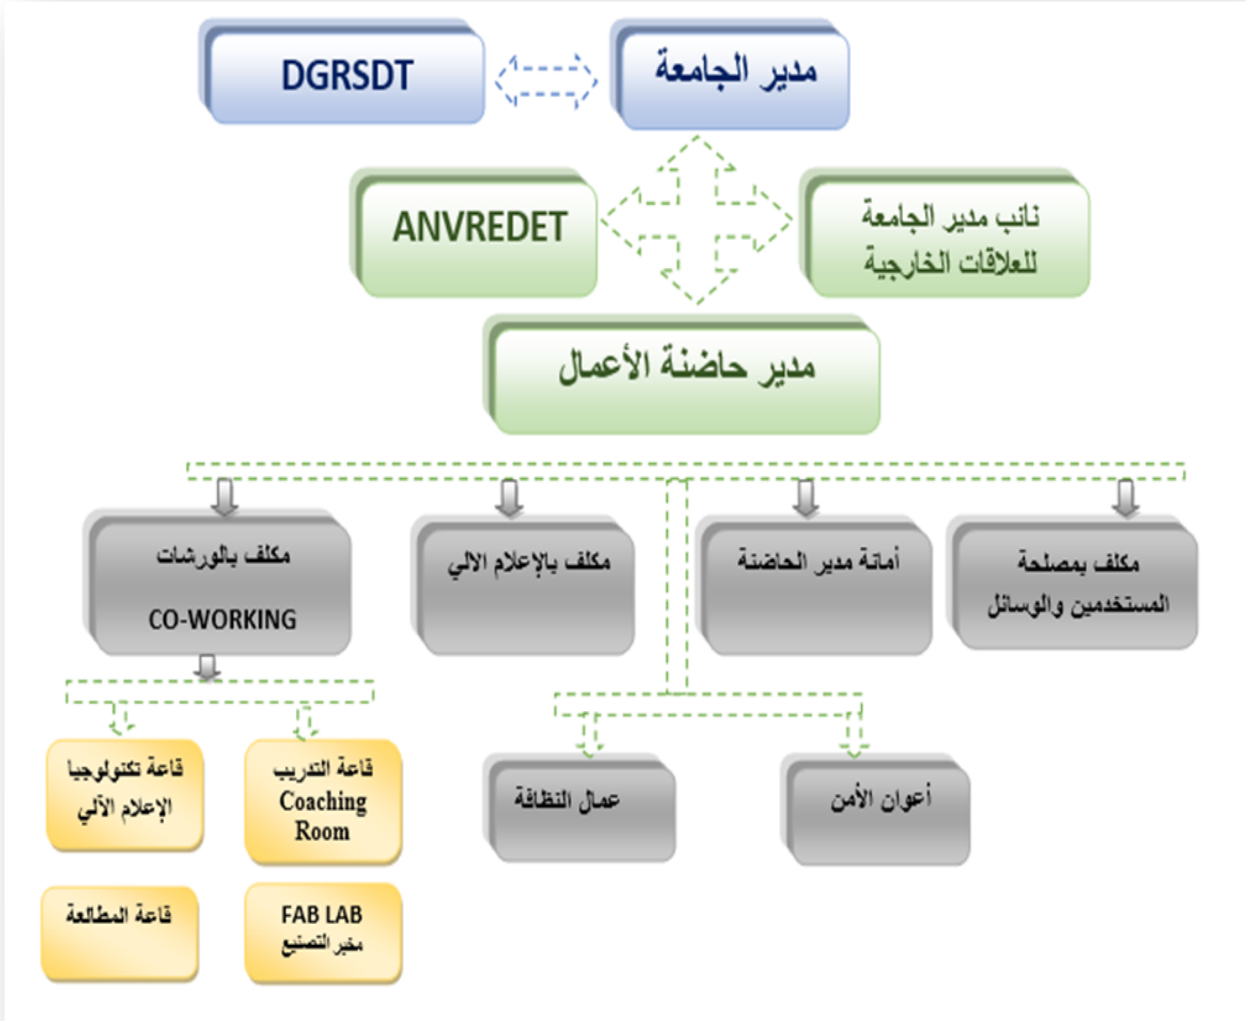 مدير الجامعة
DGRSDT
نائب مدير الجامعة
للعلاقات الخارجية
ANVREDET
مدير حاضنة الأعمال
مكلف بمصلحة
المستخدمين والوسائل
أمانة مدير الحاضنة
مكلف بالإعلام الالي
مكلف بالورشات
CO-WORKING
أعوان الأمن
عمال النظافة
قاعة التدريب
Coaching
Room
قاعة تكنولوجيا
الإعلام الآلي
FAB LAB
مخبر التصنيع
قاعة المطالعة